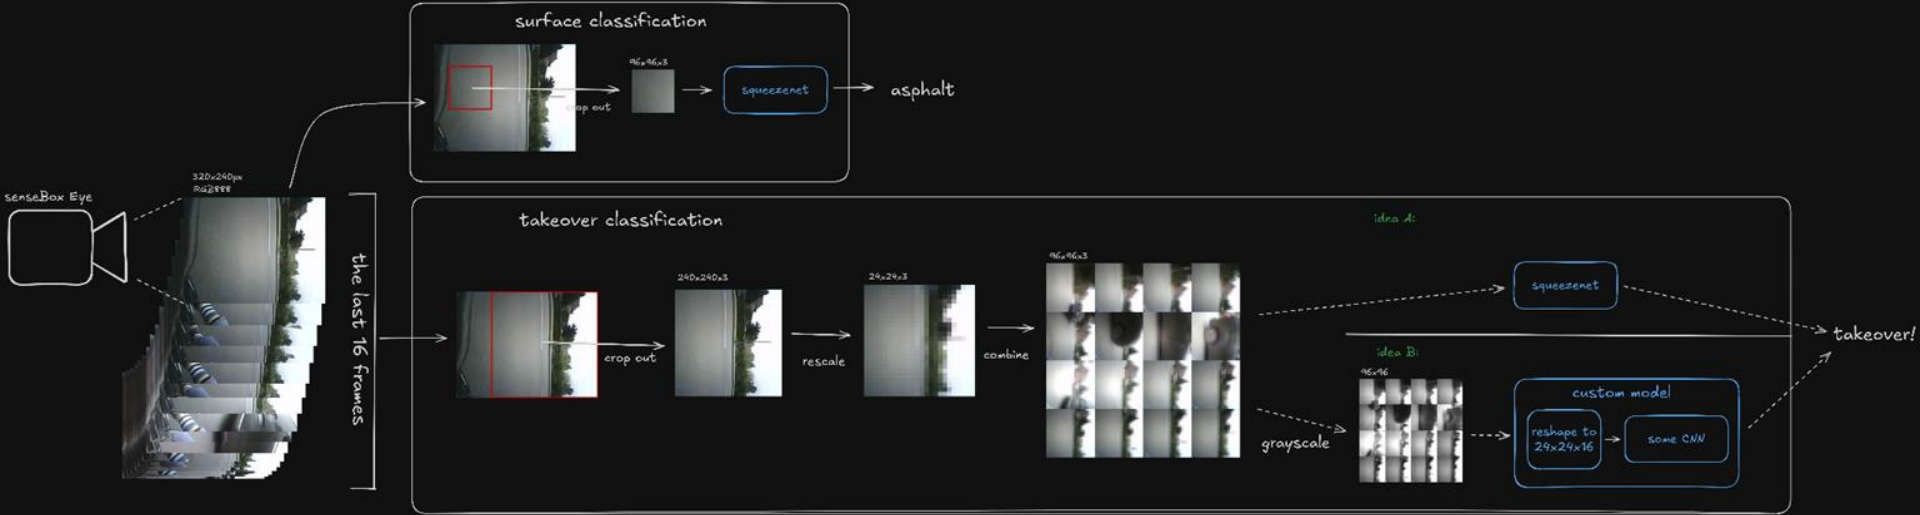 surface classification
96x96x3
crop out
squeezenet
asphalt
senseBox Eye
320x240px
RGB888
the last 16 frames
takeover classification
240x240x3
crop out
rescale
24x24x3
combine
96x96x3
idea A:
squeezenet
takeover!
idea B:
grayscale
96x96
custom model
reshape to
24x24x16
some CNN